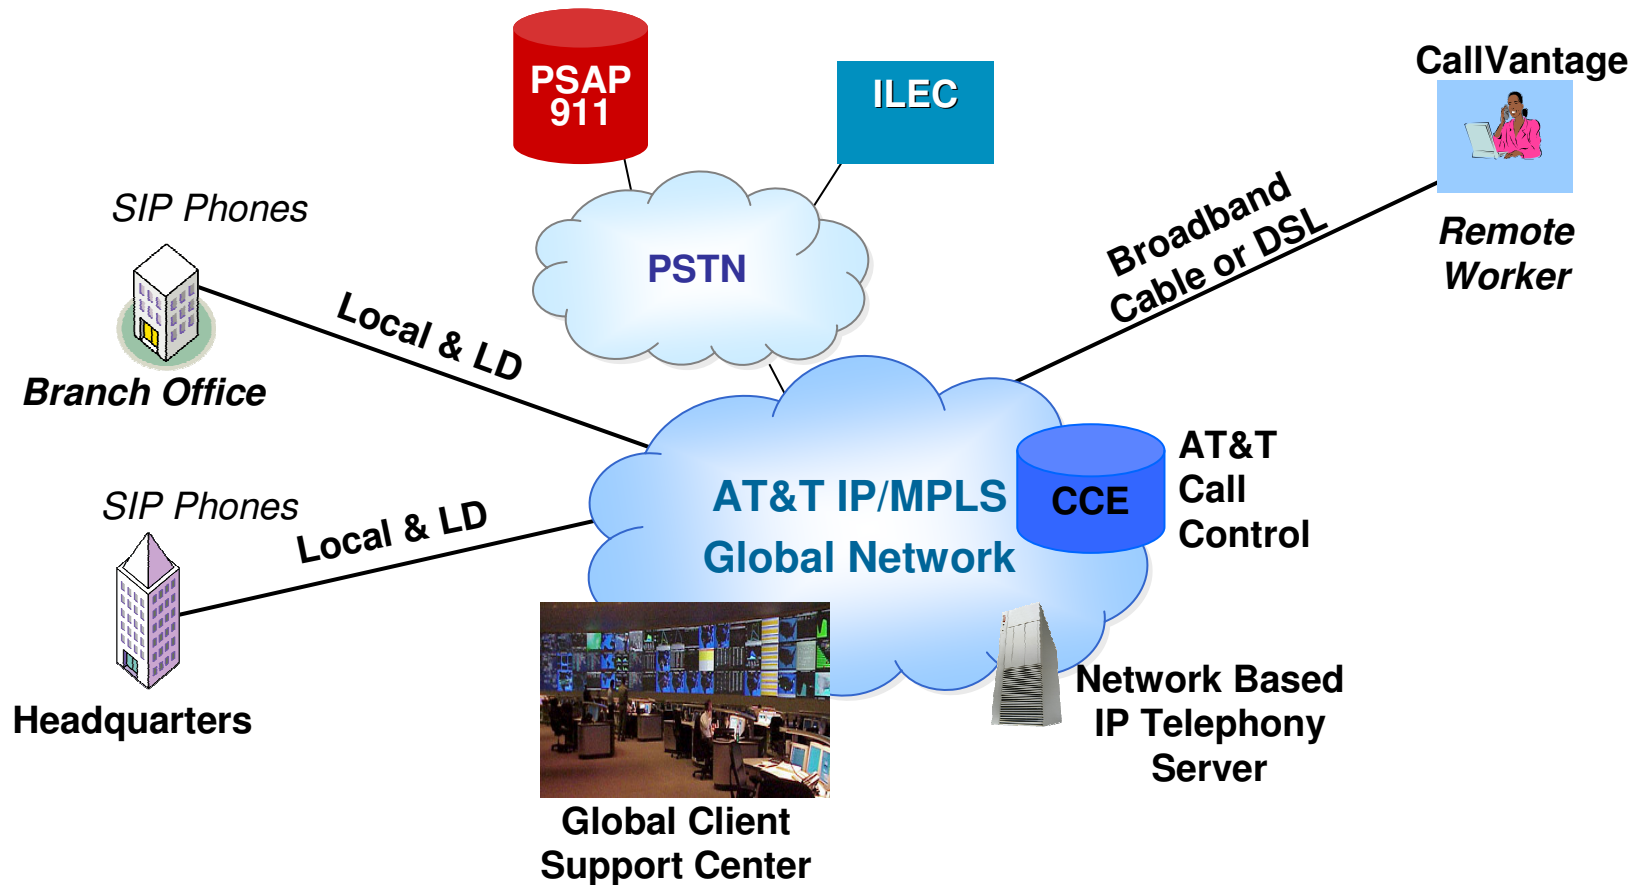 PSAP
911
ILEC
CallVantage
SIP Phones
PSTN
Broadband
Cable or DSL
Remote
Worker
Local & LD
Branch Office
AT&T IP/MPLS
Global Network
CCE
AT&T
Call
Control
SIP Phones
Local & LD
Headquarters
Network Based
IP Telephony
Server
Global Client
Support Center